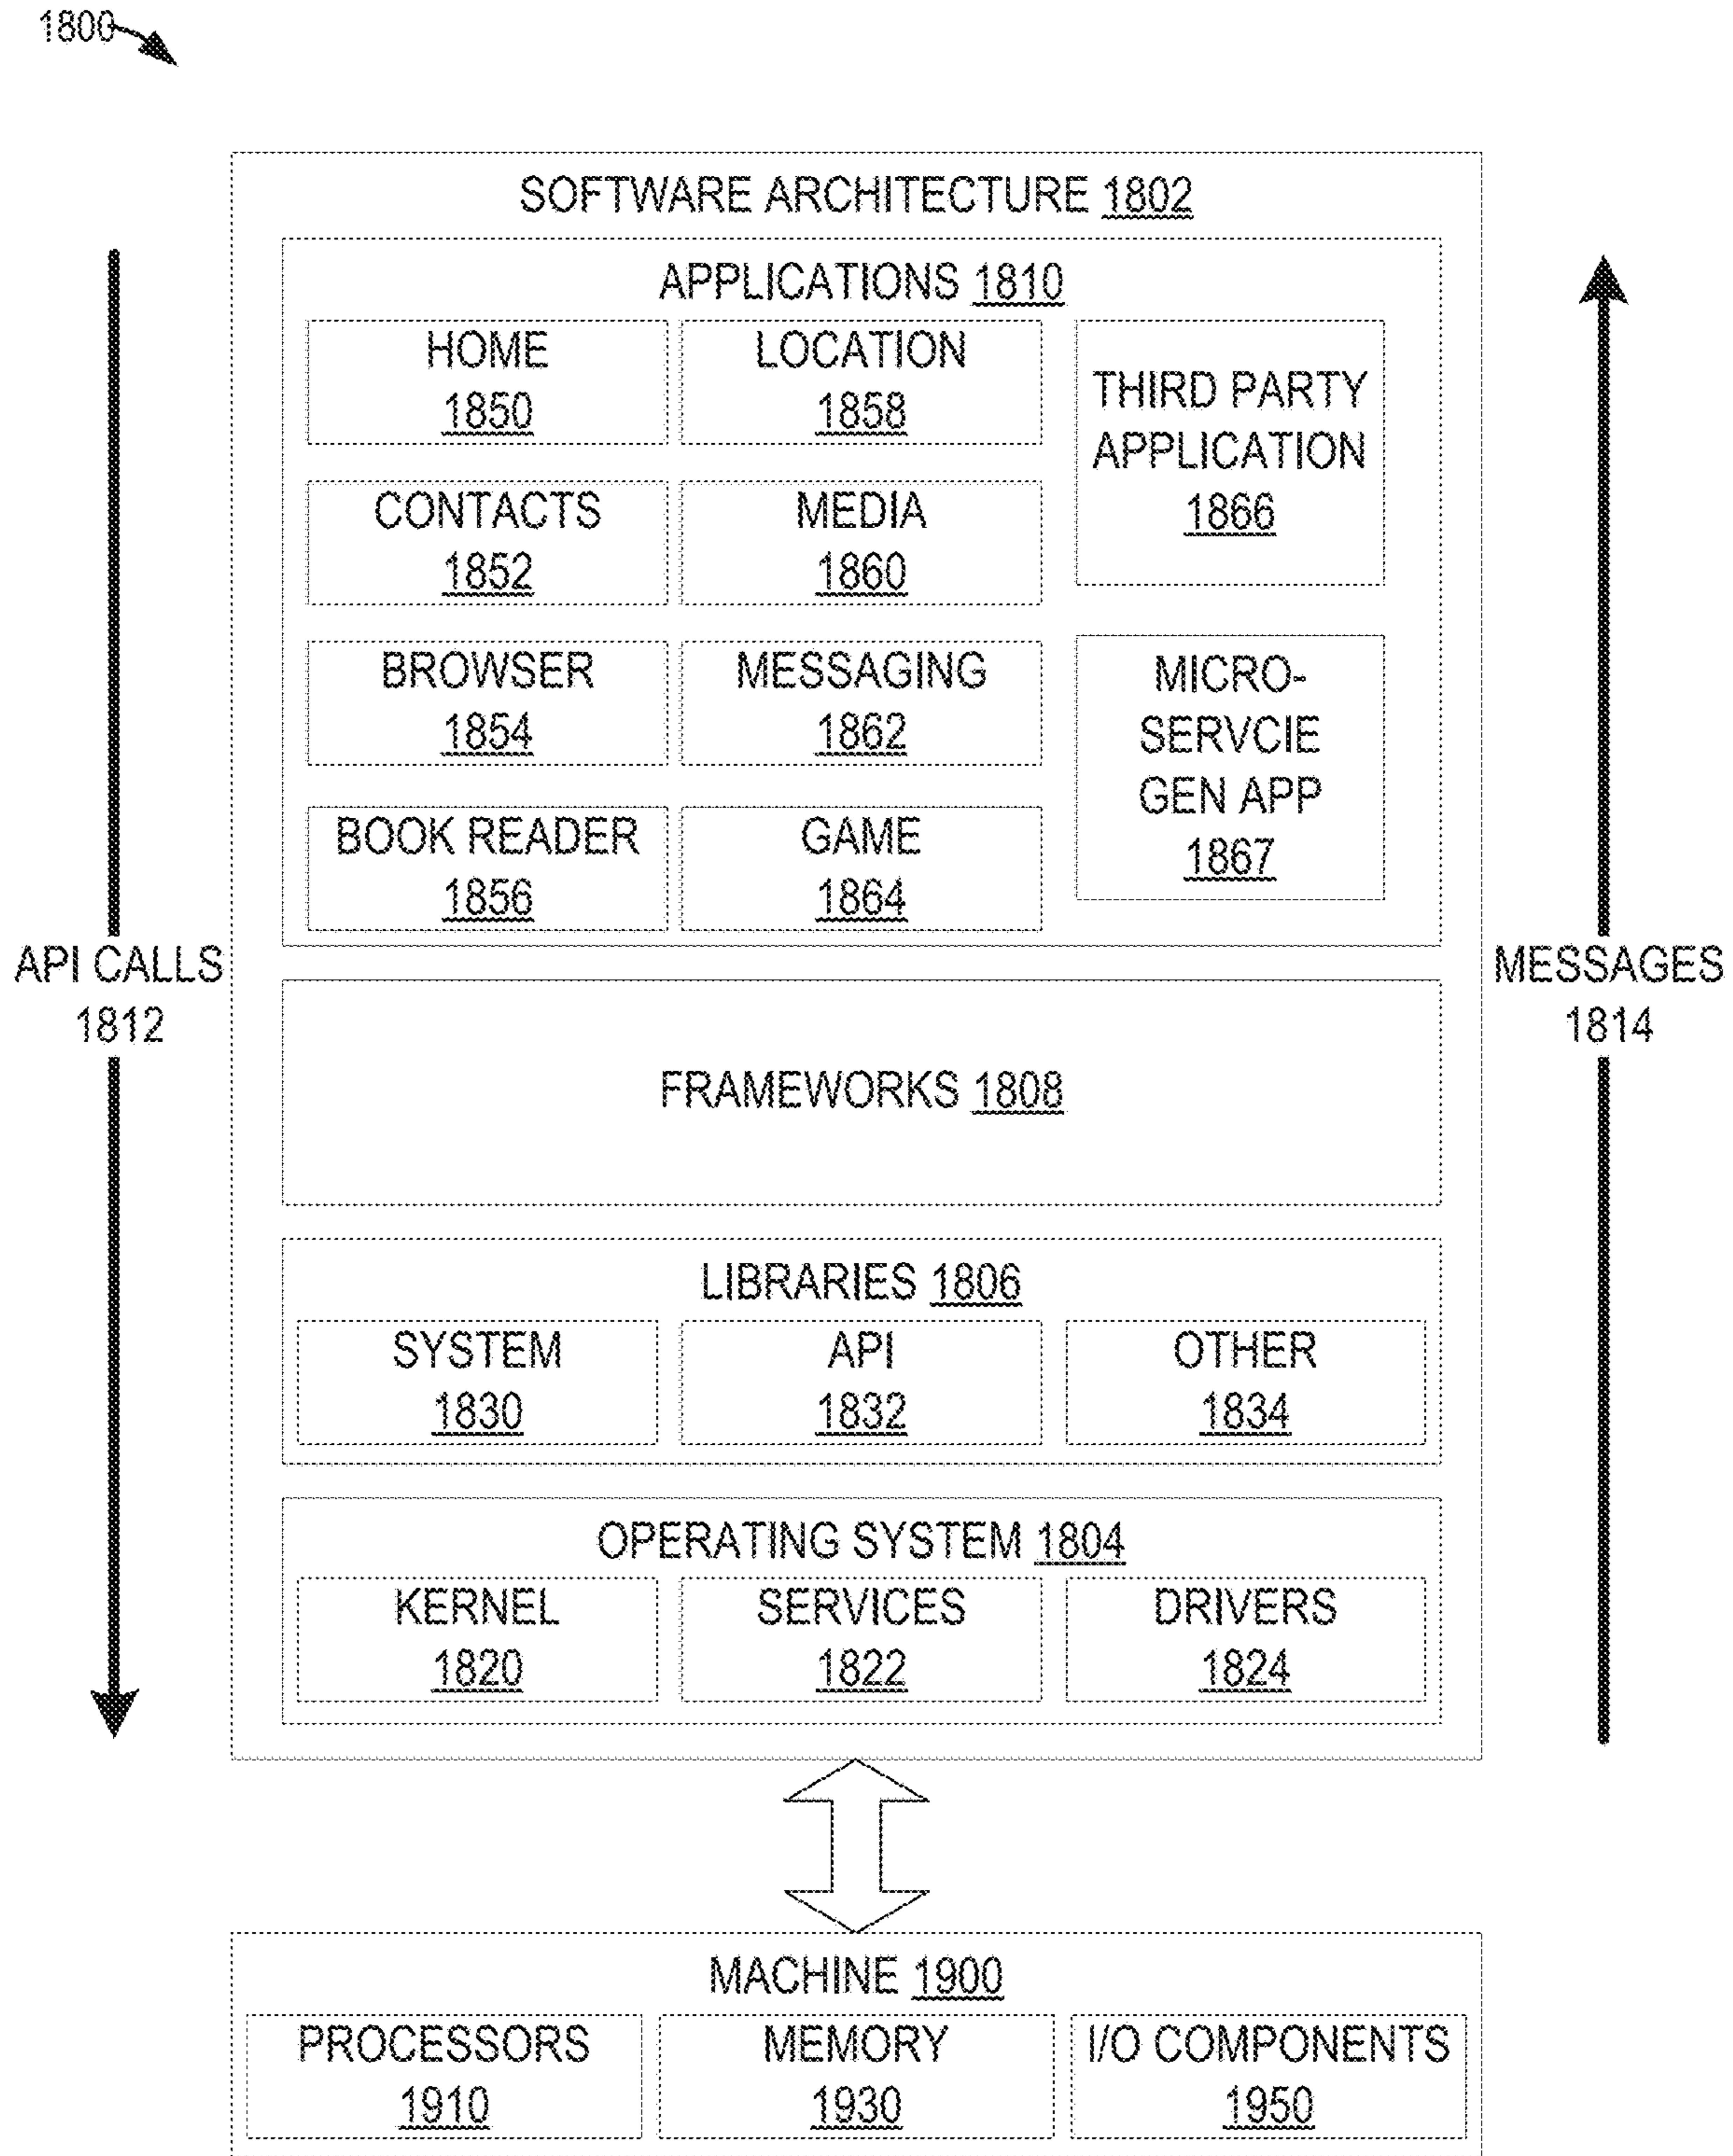 1800
SOFTWARE ARCHITECTURE 1802
APPLICATIONS 1810
HOME
1850
LOCATION
1858
THIRD PARTY
APPLICATION
1866
CONTACTS
1852
MEDIA
1860
BROWSER
1854
MESSAGING
1862
MICRO-
SERVCIE
GEN APP
1867
BOOK READER
1856
GAME
1864
API CALLS
1812
MESSAGES
1814
FRAMEWORKS 1808
LIBRARIES 1806
SYSTEM
1830
API
1832
OTHER
1834
OPERATING SYSTEM 1804
KERNEL
1820
SERVICES
1822
DRIVERS
1824
MACHINE 1900
PROCESSORS
1910
MEMORY
1930
I/O COMPONENTS
1950